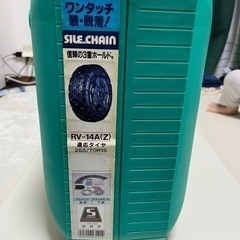 ワンタッチ
装・脱着!
SILE.CHAIN
信頼の3重ホールド。
RV-14A(Z)
適応タイヤ
265/70R15
S